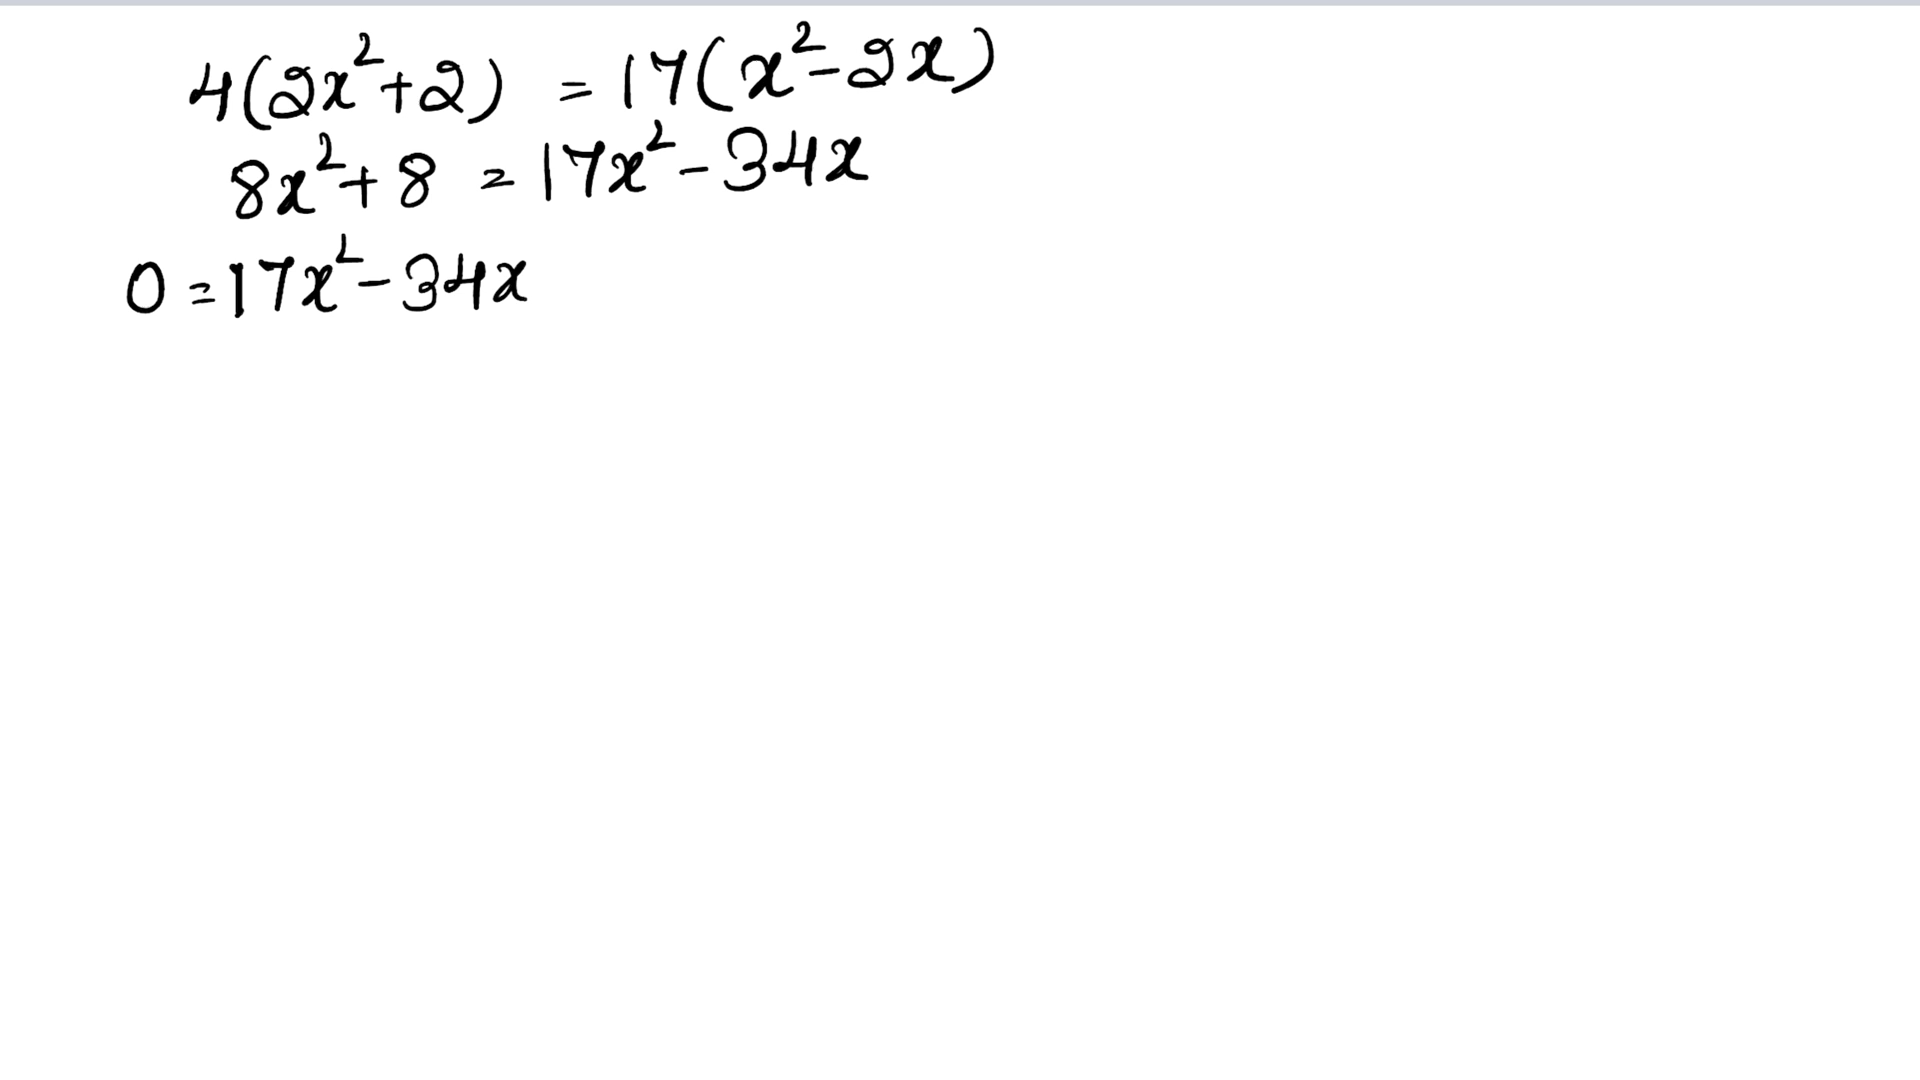 4(2x²+2) = 17(x²-2x)
8x²+8 = 17x²-34x
0 = 17x²-34x